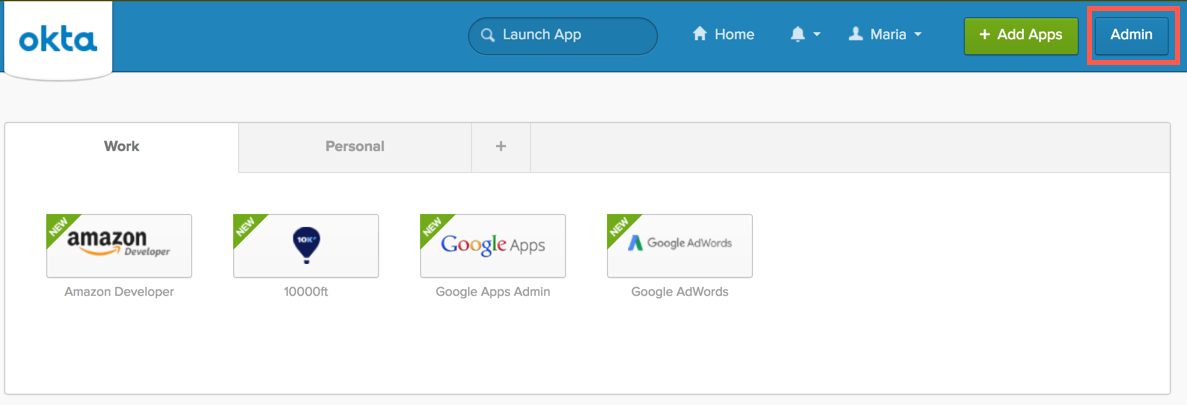 okta
Launch App
Home
Maria
+ Add Apps
Admin
Work
Personal
+
NEW
amazon
Developer
NEW
10K
NEW
Google Apps
NEW
Google AdWords
Amazon Developer
10000ft
Google Apps Admin
Google AdWords